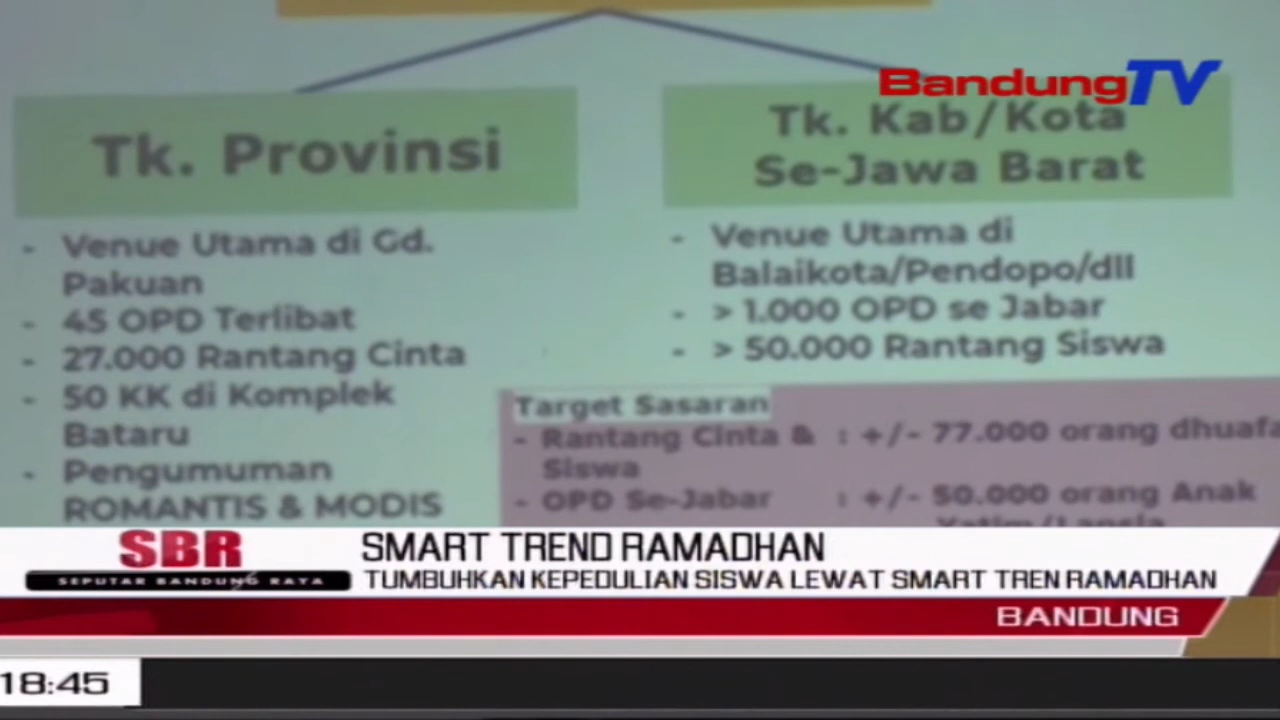 BandungTV
Tk. Provinsi
- Venue Utama di Gd.
Pakuan
- 45 OPD Terlibat
- 27.000 Rantang Cinta
- 50 KK di Komplek
Bataru
- Pengumuman
ROMANTIS & MODIS
Tk. Kab/Kota
Se-Jawa Barat
- Venue Utama di
Balaikota/Pendopo/dll
- > 1.000 OPD se Jabar
- > 50.000 Rantang Siswa
Target Sasaran
- Rantang Cinta & : +/- 77.000 orang dhuafa
Siswa
- OPD Se-Jabar : +/- 50.000 orang Anak
Yatim/Lansia
SBR
SEPUTAR BANDUNG RAYA
SMART TREND RAMADHAN
TUMBUHKAN KEPEDULIAN SISWA LEWAT SMART TREN RAMADHAN
BANDUNG
18:45